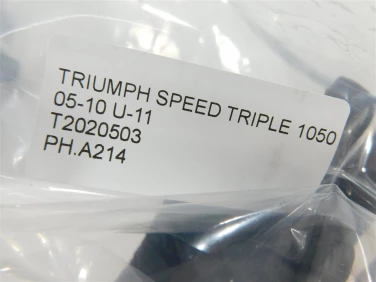 TRIUMPH SPEED TRIPLE 1050
05-10 U-11
T2020503
PH.A214